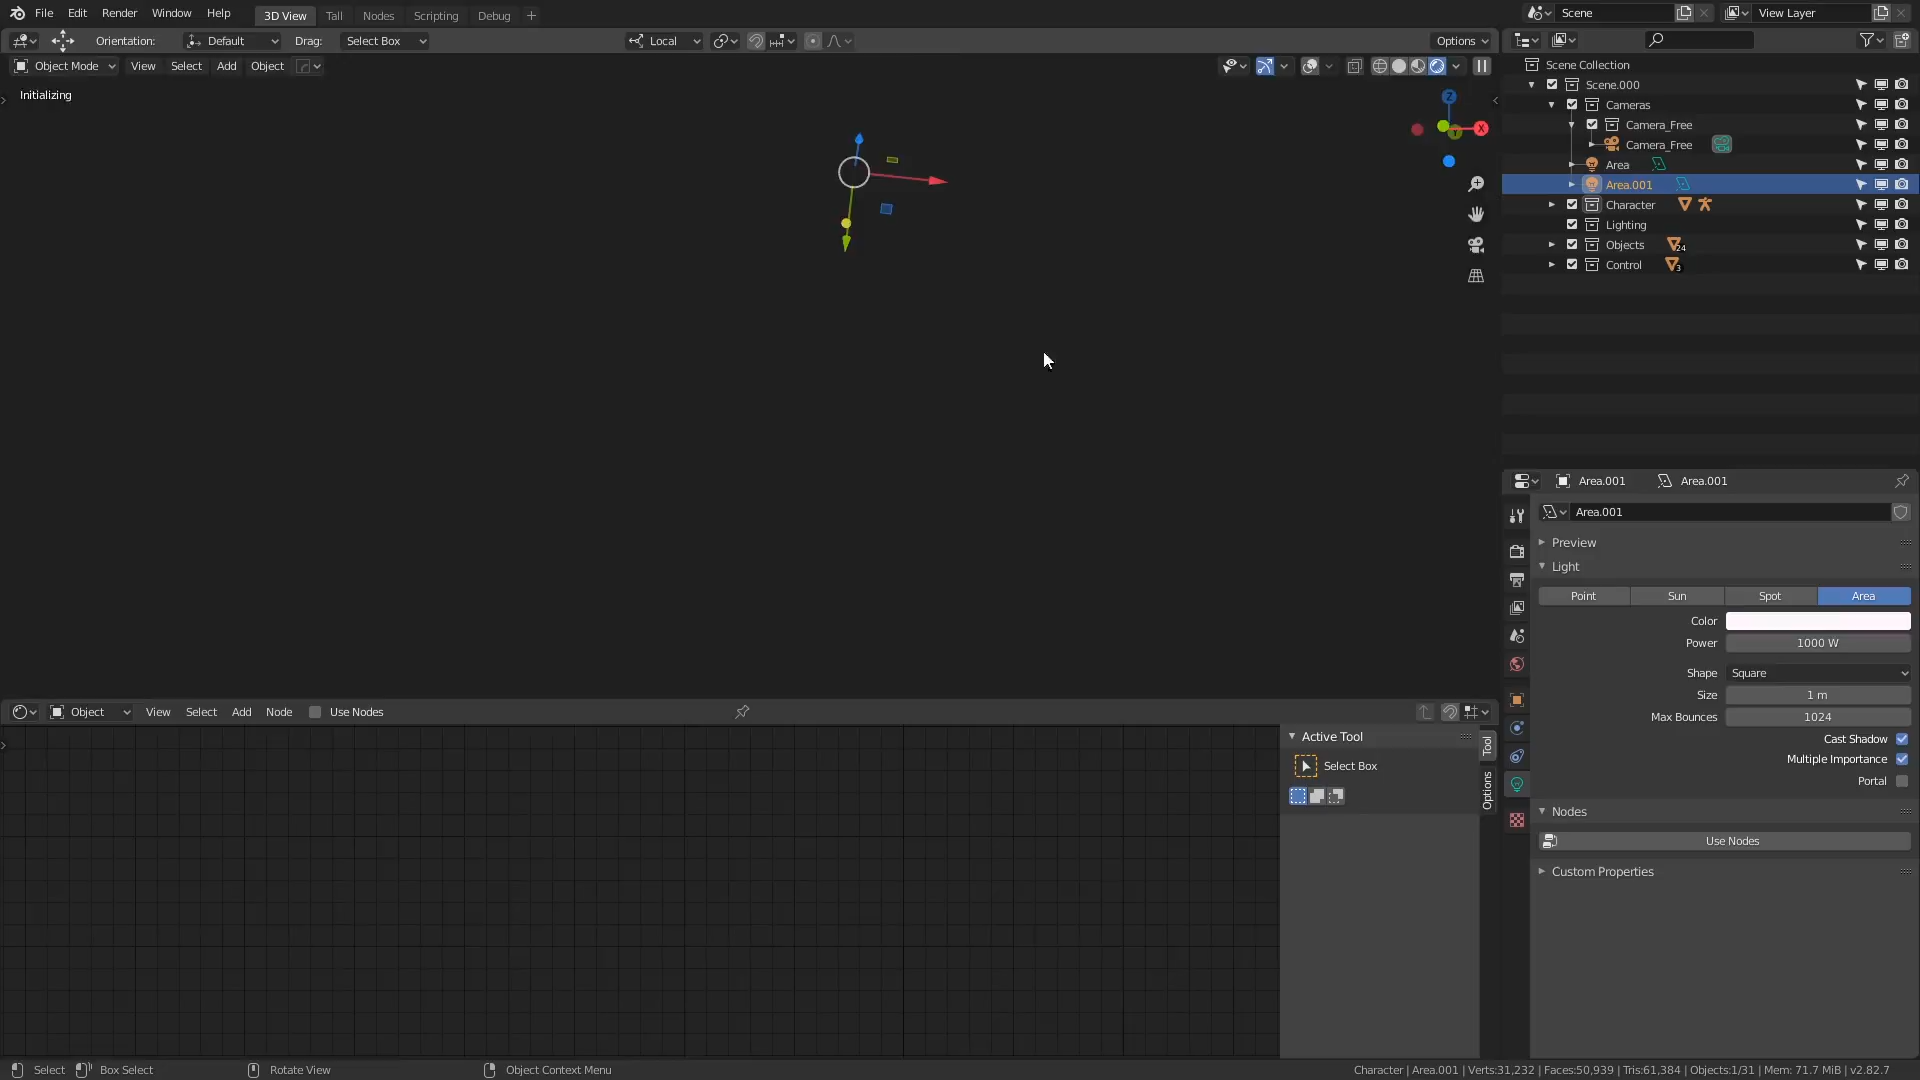 File Edit Render Window Help 3D View Tall Nodes Scripting Debug + Scene View Layer
Orientation: Default Drag: Select Box Local Options
Object Mode View Select Add Object
Initializing
Z
X
Y
Scene Collection
Scene.000
Cameras
Camera_Free
Camera_Free
Area
Area.001
Character
Lighting
Objects 24
Control 3
Area.001 Area.001
Area.001
Preview
Light
Point Sun Spot Area
Color
Power 1000 W
Shape Square
Size 1 m
Max Bounces 1024
Cast Shadow
Multiple Importance
Portal
Nodes
Use Nodes
Custom Properties
Object View Select Add Node Use Nodes
Active Tool
Select Box
Tool
Options
Select Box Select Rotate View Object Context Menu Character | Area.001 | Verts:31,232 | Faces:50,939 | Tris:61,384 | Objects:1/31 | Mem: 71.7 MiB | v2.82.7